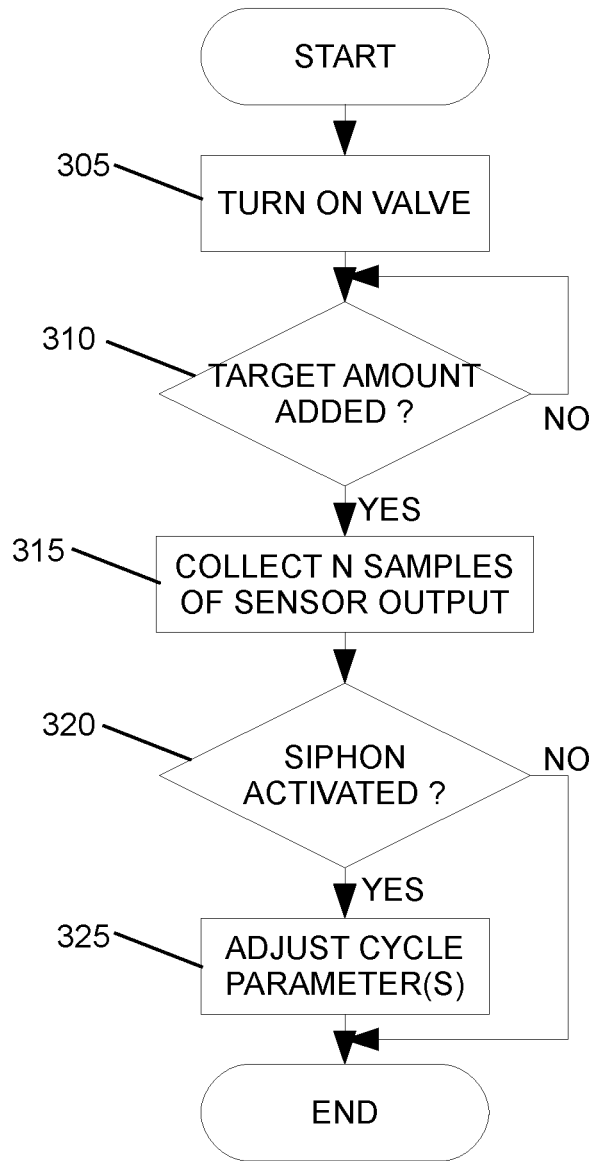 START
305
TURN ON VALVE
310
TARGET AMOUNT
ADDED ?
NO
YES
315
COLLECT N SAMPLES
OF SENSOR OUTPUT
320
SIPHON
ACTIVATED ?
NO
YES
325
ADJUST CYCLE
PARAMETER(S)
END